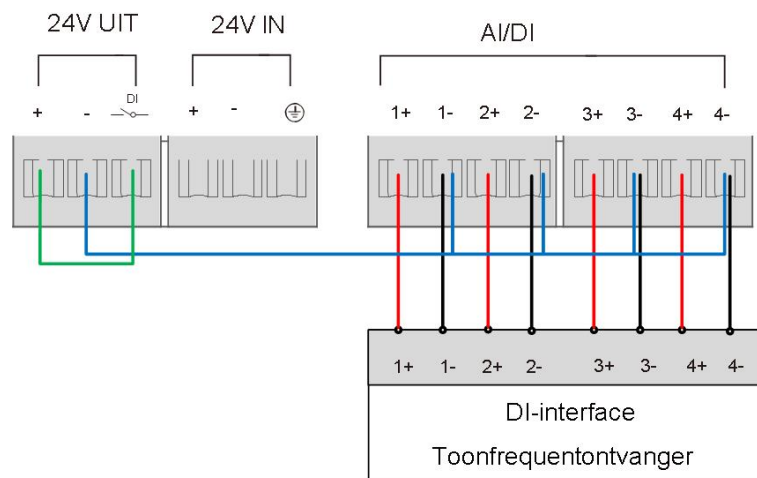 24V UIT 24V IN AI/DI
DI
+ - + - 1+ 1- 2+ 2- 3+ 3- 4+ 4-
1+ 1- 2+ 2- 3+ 3- 4+ 4-
DI-interface
Toonfrequentontvanger